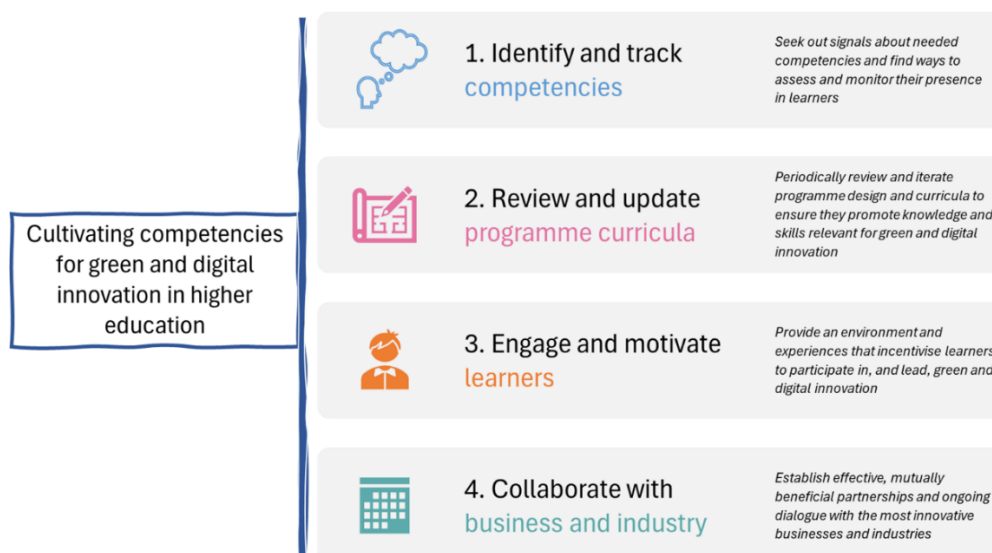 Cultivating competencies
for green and digital
innovation in higher
education
1. Identify and track
competencies
Seek out signals about needed
competencies and find ways to
assess and monitor their presence
in learners
2. Review and update
programme curricula
Periodically review and iterate
programme design and curricula to
ensure they promote knowledge and
skills relevant for green and digital
innovation
3. Engage and motivate
learners
Provide an environment and
experiences that incentivise learners
to participate in, and lead, green and
digital innovation
4. Collaborate with
business and industry
Establish effective, mutually
beneficial partnerships and ongoing
dialogue with the most innovative
businesses and industries